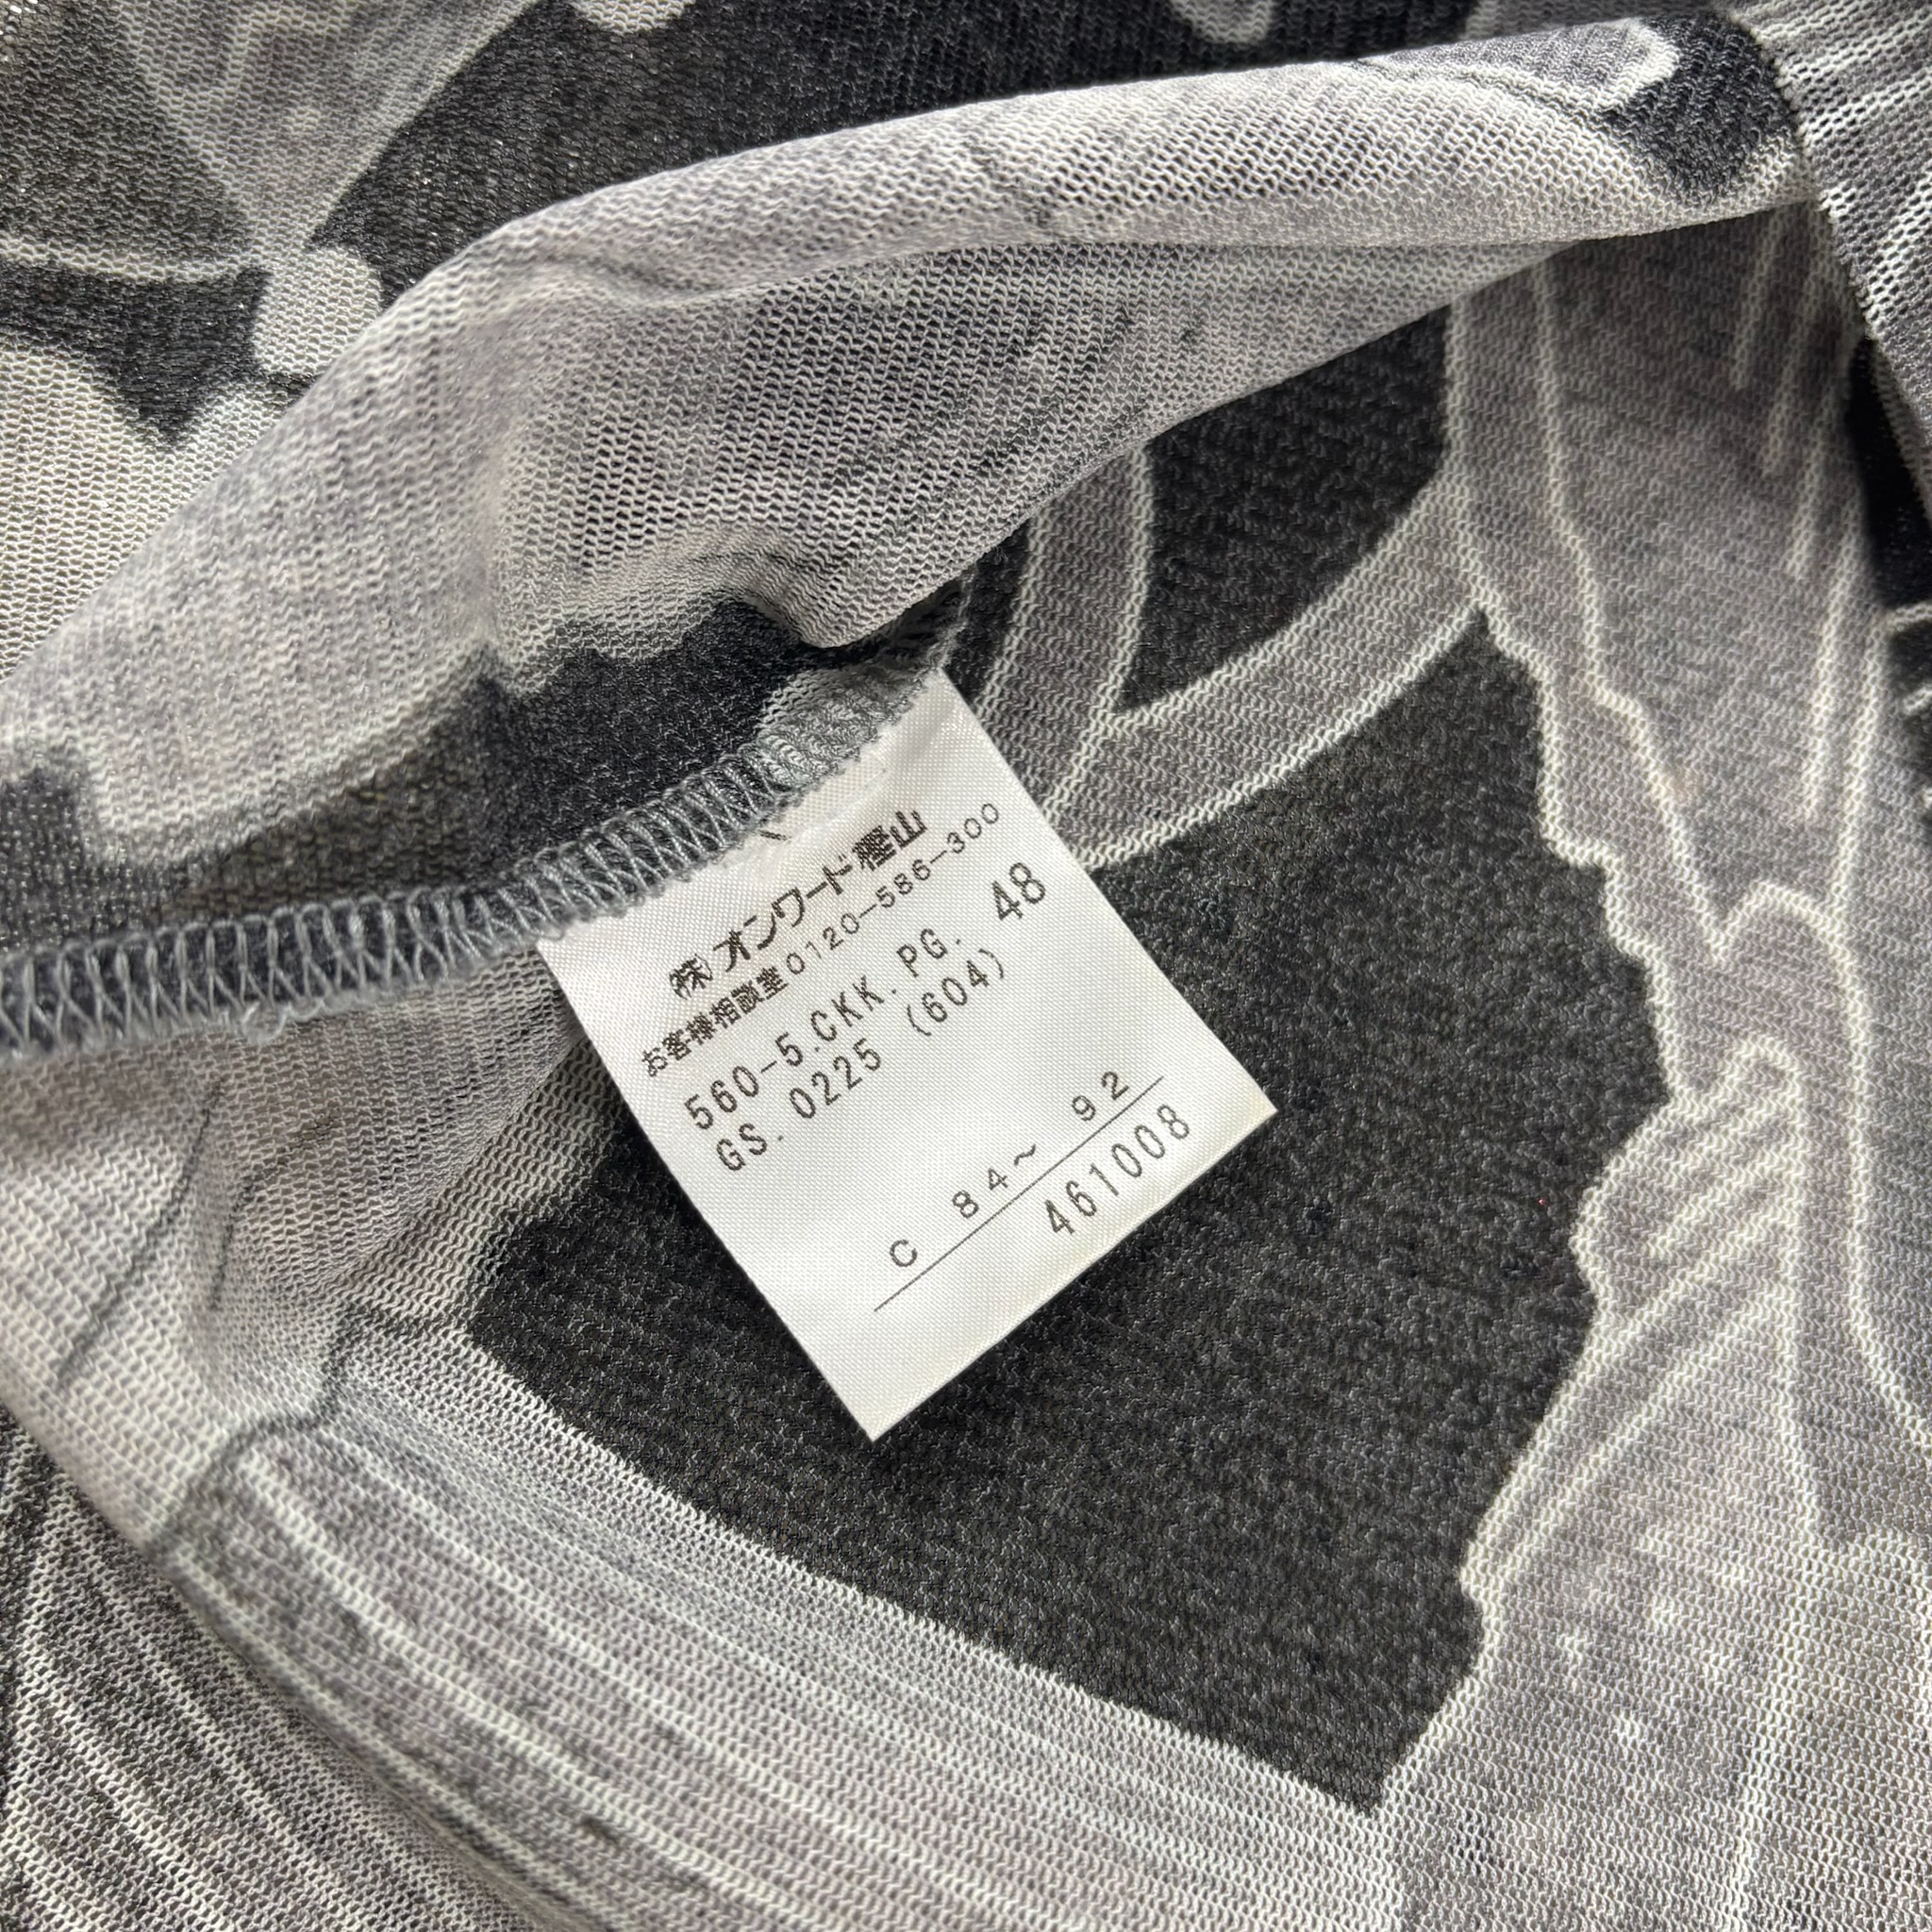 ㈱オンワード樫山
お客様相談室0120-586-300
560-5.CKK.PG. 48
GS.0225 (604)
C 84~ 92
461008